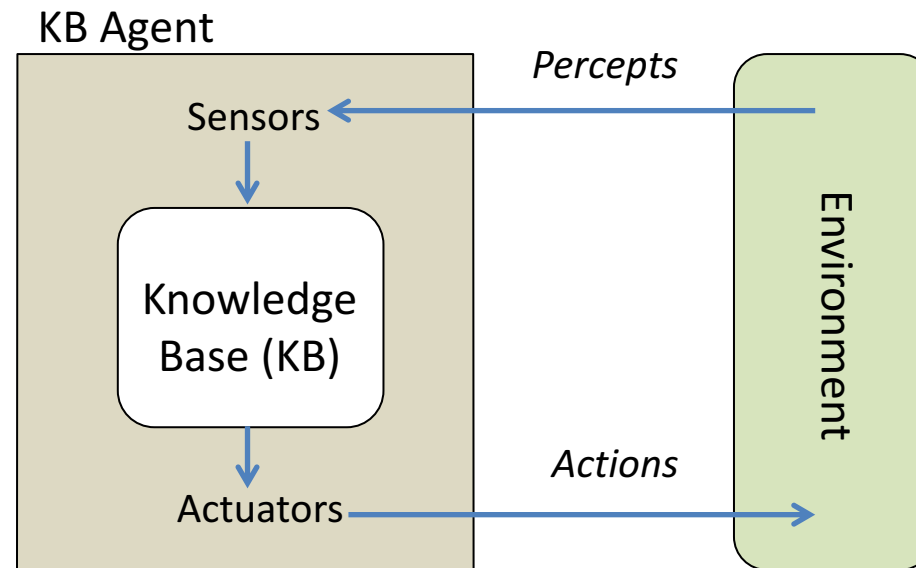 KB Agent
Percepts
Sensors
Environment
Knowledge
Base (KB)
Actions
Actuators